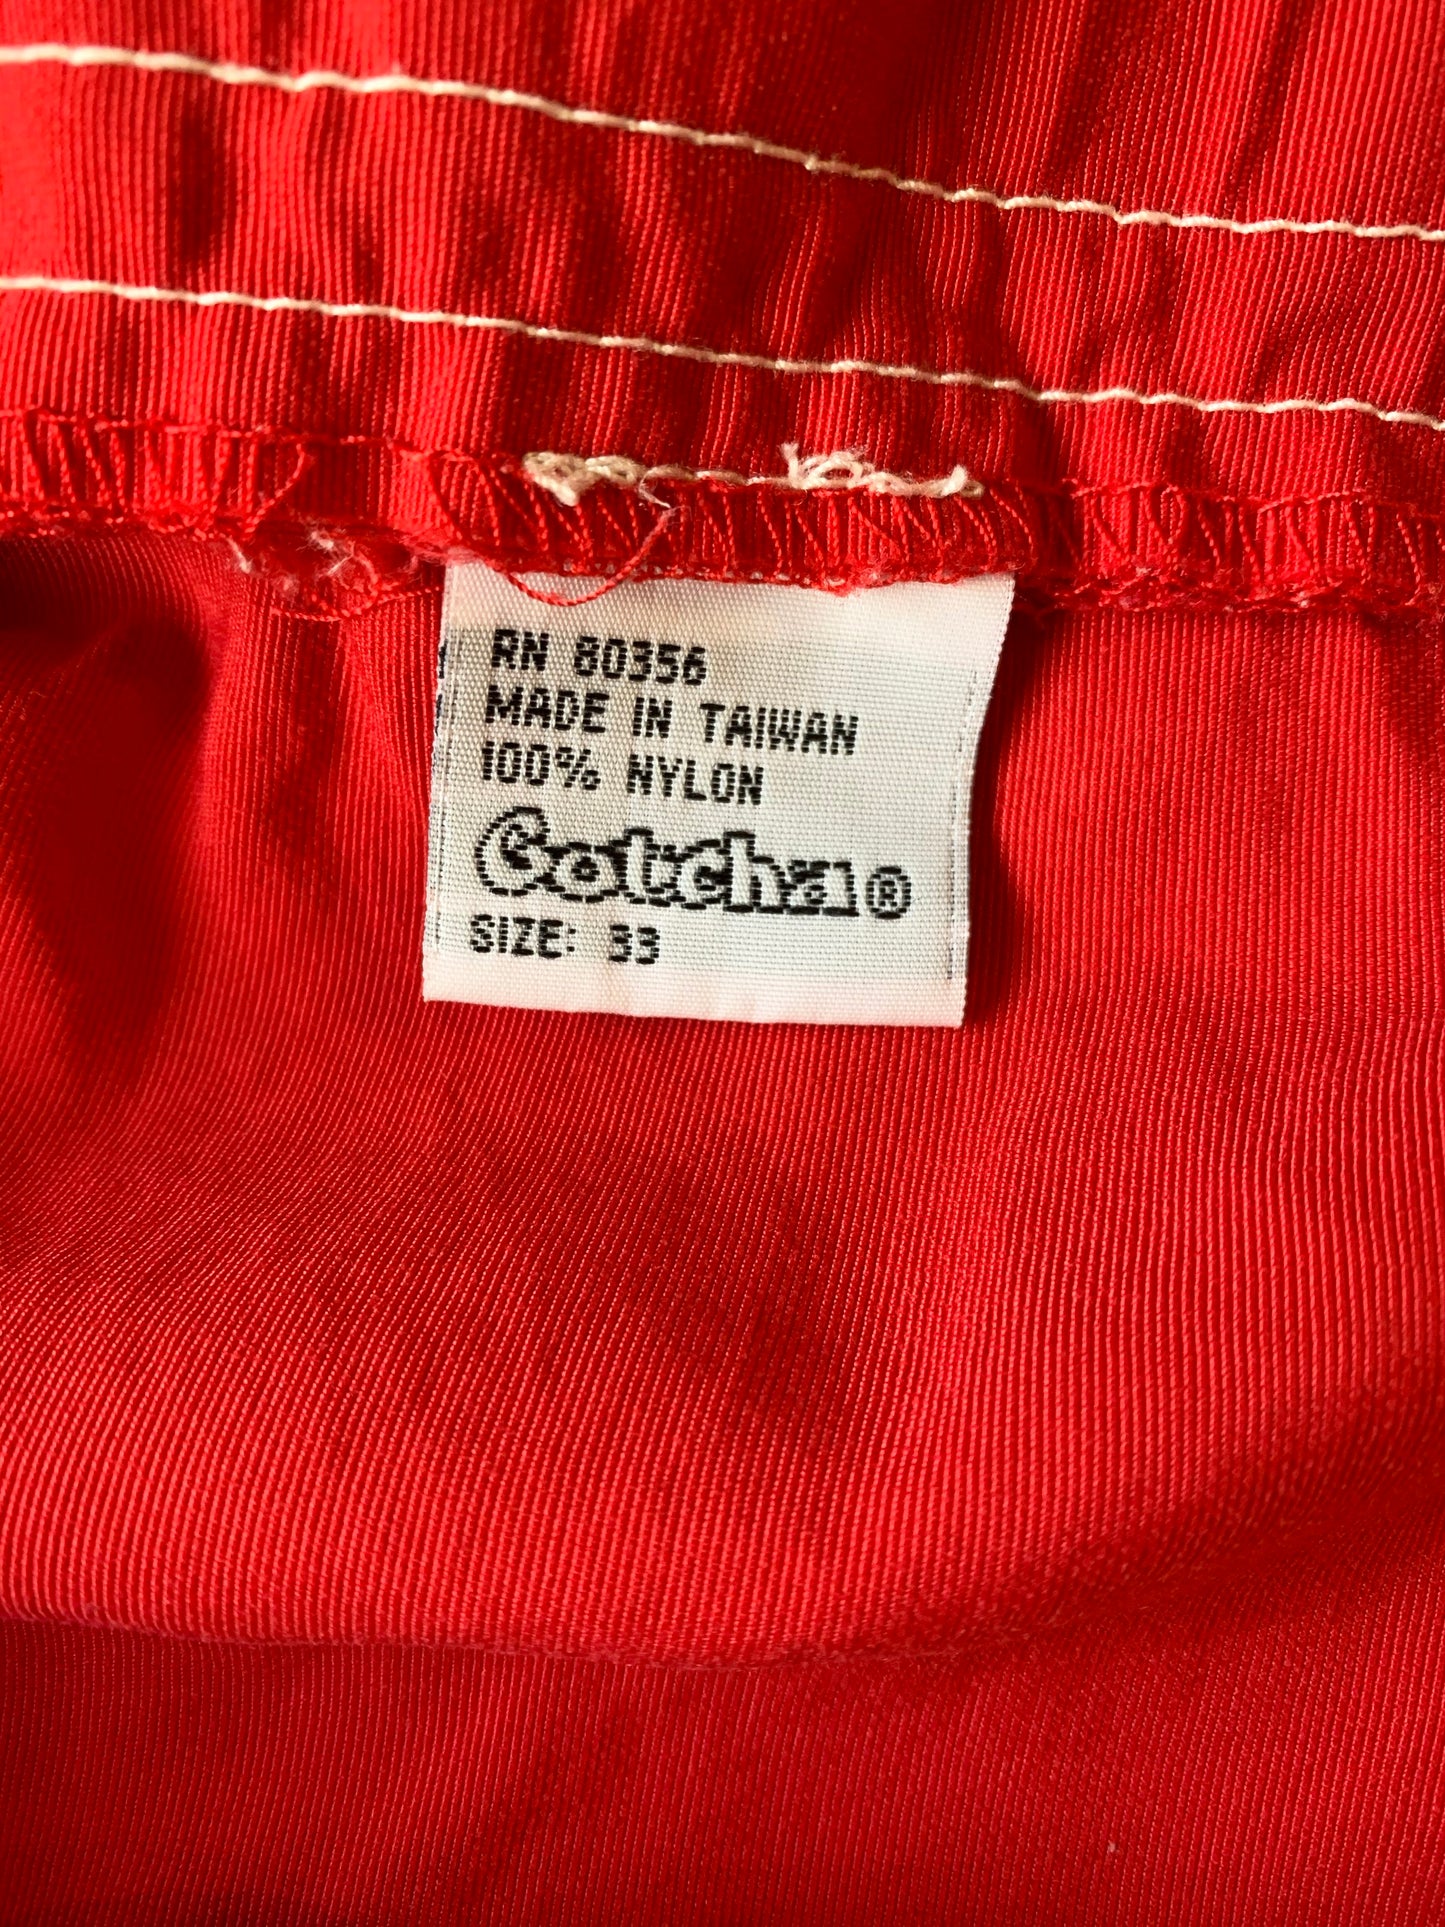 RN 80356
MADE IN TAIWAN
100% NYLON
Gotcha®
SIZE: 33